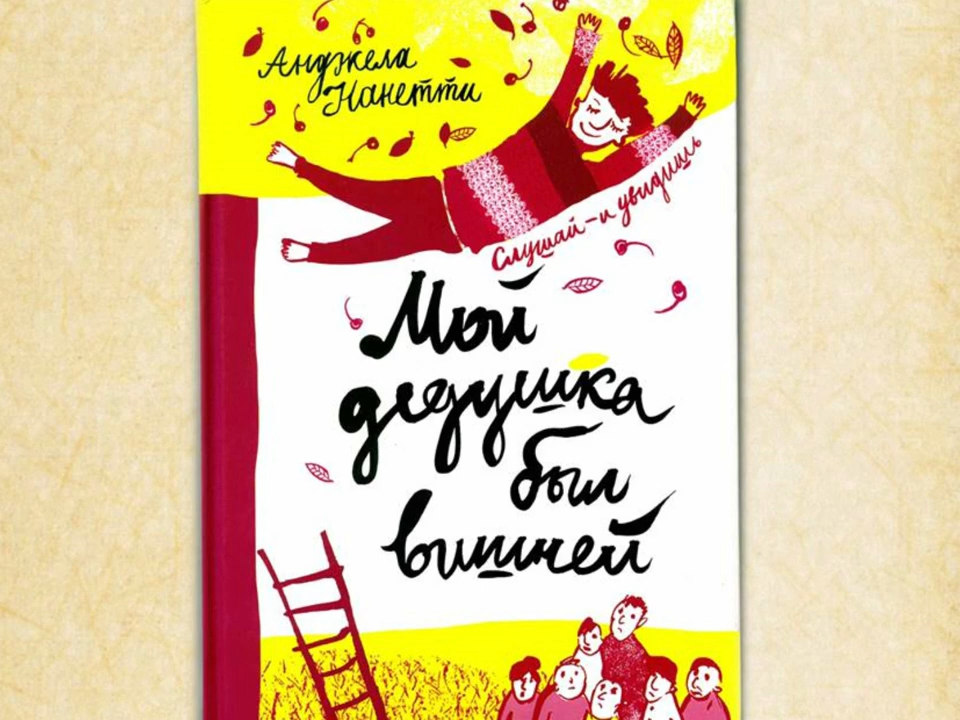 Анджела
Нанетти
Слушай – и увидишь
Мой
дедушка
был
вишней